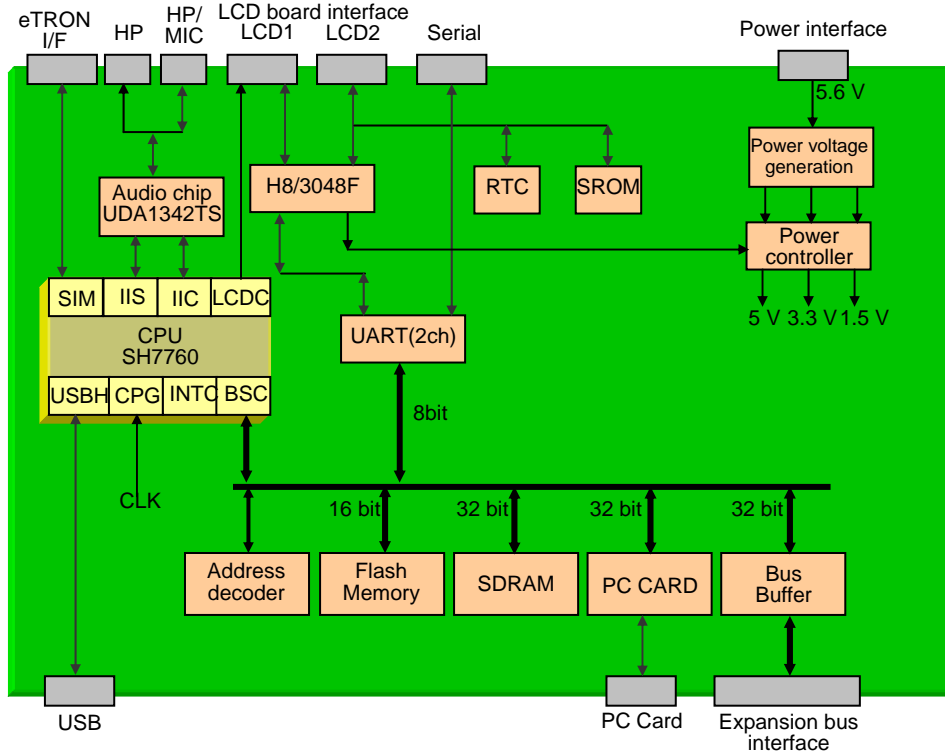 eTRON
I/F
HP
HP/
MIC
LCD board interface
LCD1
LCD2
Serial
Power interface
5.6 V
Power voltage
generation
Audio chip
UDA1342TS
H8/3048F
RTC
SROM
Power
controller
SIM
IIS
IIC
LCDC
5 V
3.3 V
1.5 V
CPU
SH7760
UART(2ch)
USBH
CPG
INTC
BSC
8bit
CLK
16 bit
32 bit
32 bit
32 bit
Address
decoder
Flash
Memory
SDRAM
PC CARD
Bus
Buffer
USB
PC Card
Expansion bus
interface